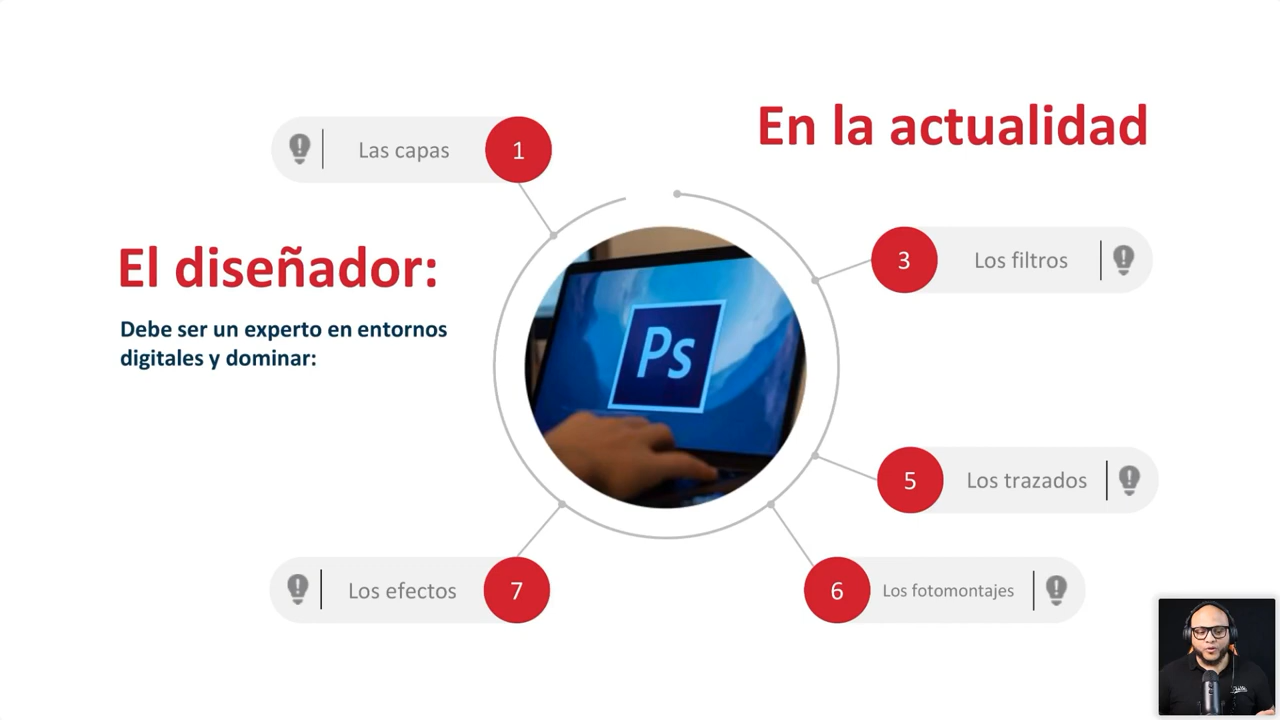 En la actualidad
1
Las capas
3
Los filtros
El diseñador:
Debe ser un experto en entornos
digitales y dominar:
Ps
5
Los trazados
7
Los efectos
6
Los fotomontajes